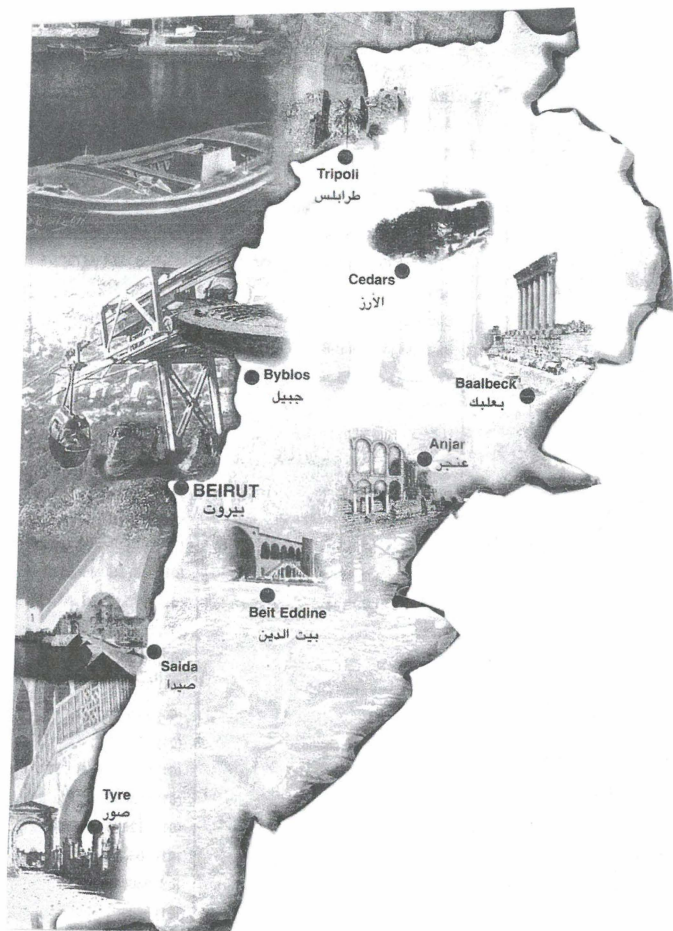 Tripoli
طرابلس
Cedars
الأرز
Byblos
جبيل
Baalbeck
بعلبك
Anjar
عنجر
BEIRUT
بيروت
Beit Eddine
بيت الدين
Saida
صيدا
Tyre
صور